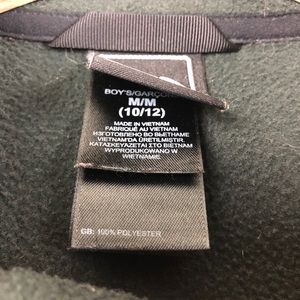 BOY'S/GARÇO
M/M
(10/12)
MADE IN VIETNAM
FABRIQUÉ AU VIETNAM
ИЗГОТОВЛЕНО ВО ВЬЕТНАМЕ
VIETNAM'DA ÜRETILMIŞTIR.
ΚΑΤΑΣΚΕΥΑΖΕΤΑΙ ΣΤΟ ΒΙΕΤΝΑΜ
WYPRODUKOWANO W
WIETNAMIE
GB: 100% POLYESTER